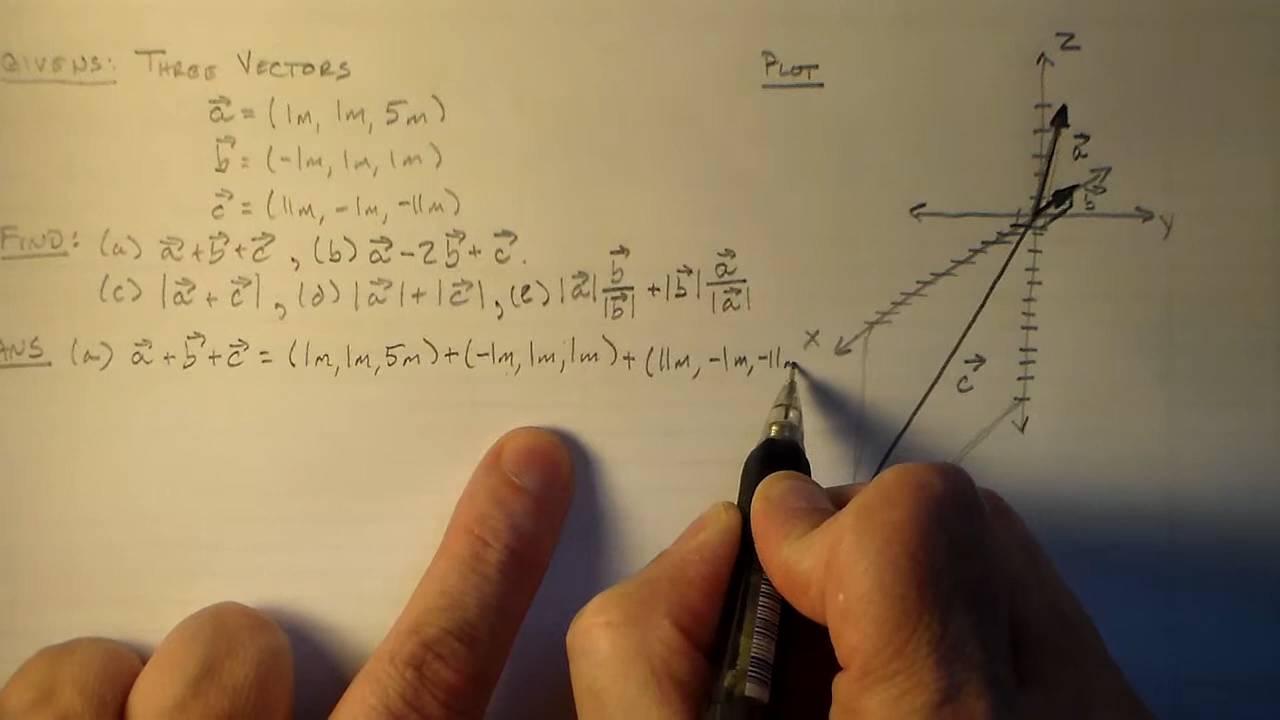 GIVENS: THREE VECTORS
a⃗ = (1m, 1m, 5m)
b⃗ = (-1m, 1m, 1m)
c⃗ = (11m, -1m, -11m)
FIND: (a) a⃗+b⃗+c⃗, (b) a⃗-2b⃗+c⃗.
(c) |a⃗+c⃗|, (d) |a⃗|+|c⃗|, (e) |a⃗| b⃗/|b⃗| + |b⃗| a⃗/|a⃗|
ANS (a) a⃗+b⃗+c⃗ = (1m, 1m, 5m)+(-1m, 1m, 1m)+(11m, -1m, -11m
PLOT
Z
a⃗
b⃗
Y
X
c⃗